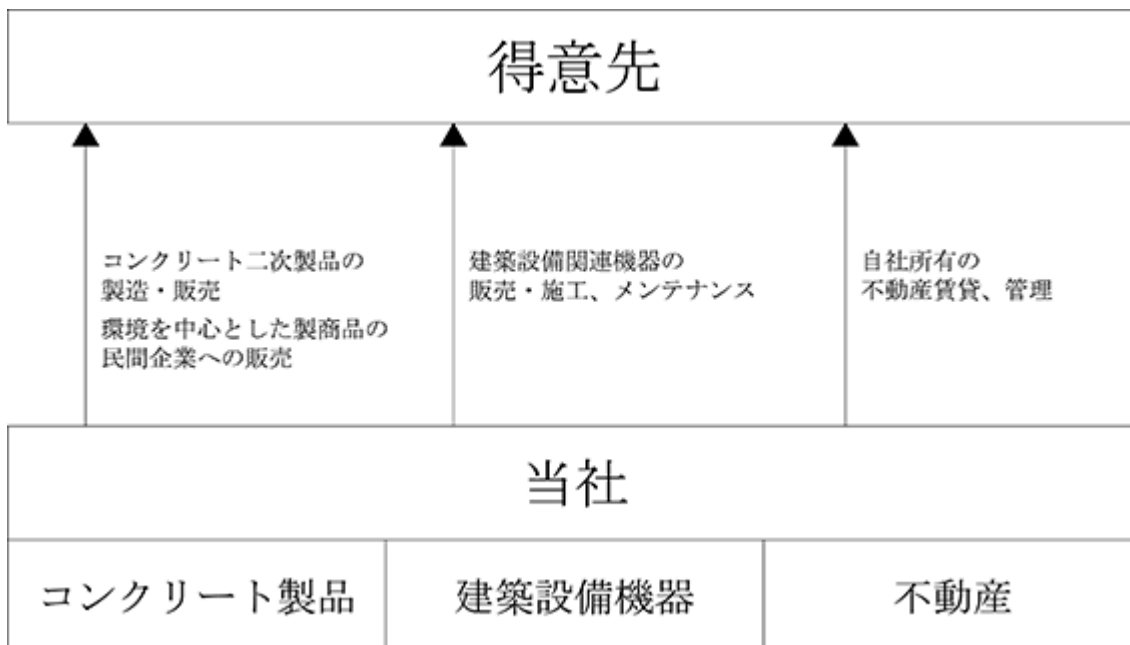 得意先
コンクリート二次製品の
製造・販売
環境を中心とした製商品の
民間企業への販売
建築設備関連機器の
販売・施工、メンテナンス
自社所有の
不動産賃貸、管理
当社
コンクリート製品
建築設備機器
不動産